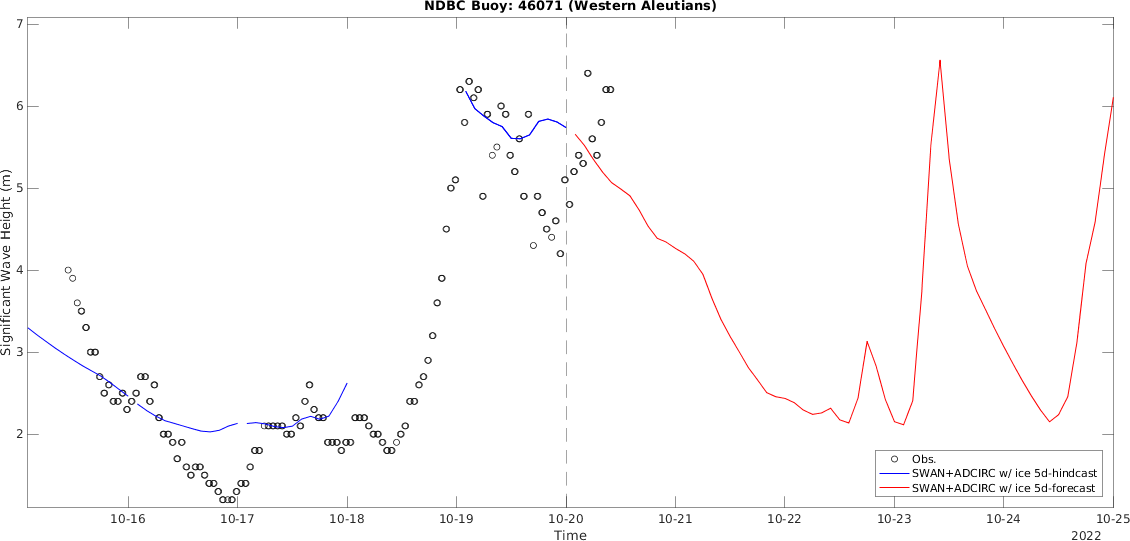 NDBC Buoy: 46071 (Western Aleutians)
Significant Wave Height (m)
7
6
5
4
3
2
10-16 10-17 10-18 10-19 10-20 10-21 10-22 10-23 10-24 10-25
Time
2022
Obs.
SWAN+ADCIRC w/ ice 5d-hindcast
SWAN+ADCIRC w/ ice 5d-forecast